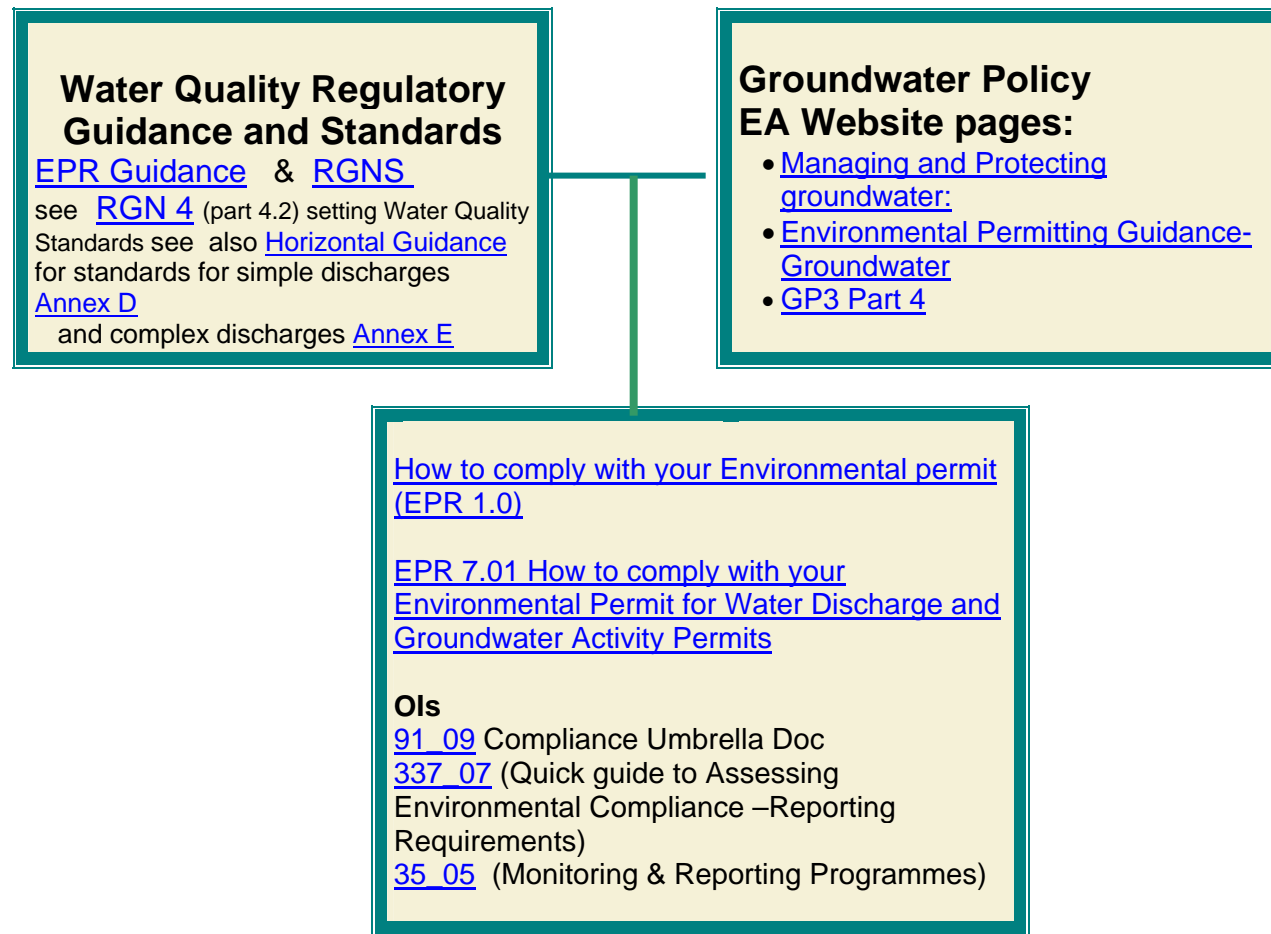 Water Quality Regulatory
Guidance and Standards
EPR Guidance & RGNS
see RGN 4 (part 4.2) setting Water Quality
Standards see also Horizontal Guidance
for standards for simple discharges
Annex D
and complex discharges Annex E
Groundwater Policy
EA Website pages:
• Managing and Protecting
groundwater:
• Environmental Permitting Guidance-
Groundwater
• GP3 Part 4
How to comply with your Environmental permit
(EPR 1.0)
EPR 7.01 How to comply with your
Environmental Permit for Water Discharge and
Groundwater Activity Permits
OIs
91_09 Compliance Umbrella Doc
337_07 (Quick guide to Assessing
Environmental Compliance –Reporting
Requirements)
35_05 (Monitoring & Reporting Programmes)